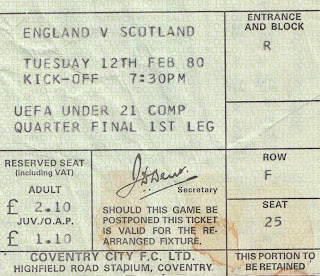 ENGLAND V SCOTLAND
TUESDAY 12TH FEB 80
KICK-OFF 7:30PM
UEFA UNDER 21 COMP
QUARTER FINAL 1ST LEG
ENTRANCE
AND BLOCK
R
RESERVED SEAT
(including VAT)
ADULT
£ 2.10
JUV./O.A.P.
£ 1.10
Secretary
SHOULD THIS GAME BE
POSTPONED THIS TICKET
IS VALID FOR THE RE-
ARRANGED FIXTURE.
ROW
F
SEAT
25
COVENTRY CITY F.C. LTD.
HIGHFIELD ROAD STADIUM, COVENTRY.
THIS PORTION TO
BE RETAINED